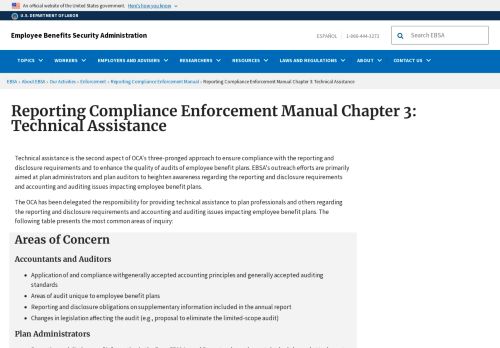 An official website of the United States government. Here's how you know
U.S. DEPARTMENT OF LABOR
Employee Benefits Security Administration
ESPAÑOL | 1-866-444-3272
Search EBSA
TOPICS WORKERS EMPLOYERS AND ADVISERS RESEARCHERS RESOURCES LAWS AND REGULATIONS ABOUT CONTACT US
EBSA » About EBSA » Our Activities » Enforcement » Reporting Compliance Enforcement Manual » Reporting Compliance Enforcement Manual Chapter 3: Technical Assistance
Reporting Compliance Enforcement Manual Chapter 3:
Technical Assistance
Technical assistance is the second aspect of OCA's three-pronged approach to ensure compliance with the reporting and
disclosure requirements and to enhance the quality of audits of employee benefit plans. EBSA's outreach efforts are primarily
aimed at plan administrators and plan auditors to heighten awareness regarding the reporting and disclosure requirements
and accounting and auditing issues impacting employee benefit plans.
The OCA has been delegated the responsibility for providing technical assistance to plan professionals and others regarding
the reporting and disclosure requirements and accounting and auditing issues impacting employee benefit plans. The
following table presents the most common areas of inquiry:
Areas of Concern
Accountants and Auditors
• Application of and compliance withgenerally accepted accounting principles and generally accepted auditing
standards
• Areas of audit unique to employee benefit plans
• Reporting and disclosure obligations on supplementary information included in the annual report
• Changes in legislation affecting the audit (e.g., proposal to eliminate the limited-scope audit)
Plan Administrators